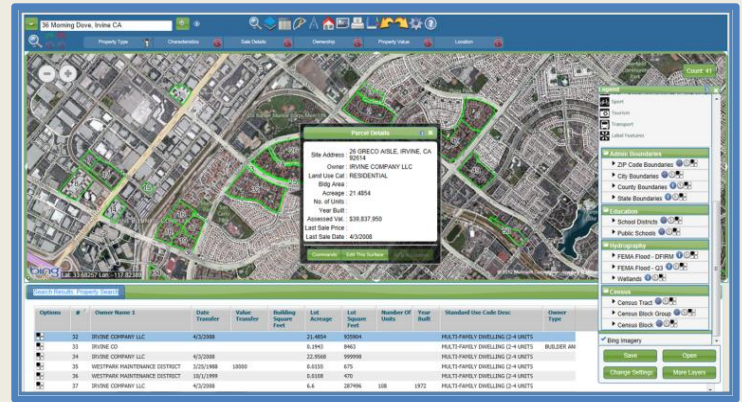 36 Morning Dove, Irvine CA
Property Type
Characteristics
Sale Details
Ownership
Property Value
Location
Count: 41
Legend
Sport
Tourism
Transport
Label Features
Admin Boundaries
ZIP Code Boundaries
City Boundaries
County Boundaries
State Boundaries
Education
School Districts
Public Schools
Hydrography
FEMA Flood - DFIRM
FEMA Flood - Q3
Wetlands
Census
Census Tract
Census Block Group
Census Block
Bing Imagery
Save
Open
Change Settings
More Layers
Parcel Details
Site Address : 26 GRECO AISLE, IRVINE, CA 92614
Owner : IRVINE COMPANY LLC
Land Use Cat : RESIDENTIAL
Bldg Area :
Acreage : 21.4854
No. of Units :
Year Built :
Assessed Val. : $39,837,950
Last Sale Price :
Last Sale Date : 4/3/2008
Commands
Edit This Surface
bing
Search Results: Property Search
Options # Owner Name 1 Date Transfer Value Transfer Building Square Feet Lot Acreage Lot Square Feet Number Of Units Year Built Standard Use Code Desc Owner Type
32 IRVINE COMPANY LLC 4/3/2008 21.4854 935904 MULTI-FAMILY DWELLING (2-4 UNITS
33 IRVINE CO 0.1943 8463 MULTI-FAMILY DWELLING (2-4 UNITS BUILDER AN
34 IRVINE COMPANY LLC 4/3/2008 22.9568 999998 MULTI-FAMILY DWELLING (2-4 UNITS
35 WESTPARK MAINTENANCE DISTRICT 3/25/1988 10000 0.0155 675 MULTI-FAMILY DWELLING (2-4 UNITS
36 WESTPARK MAINTENANCE DISTRICT 10/1/1999 0.0108 470 MULTI-FAMILY DWELLING (2-4 UNITS
37 IRVINE COMPANY LLC 4/3/2008 6.6 287496 108 1972 MULTI-FAMILY DWELLING (2-4 UNITS